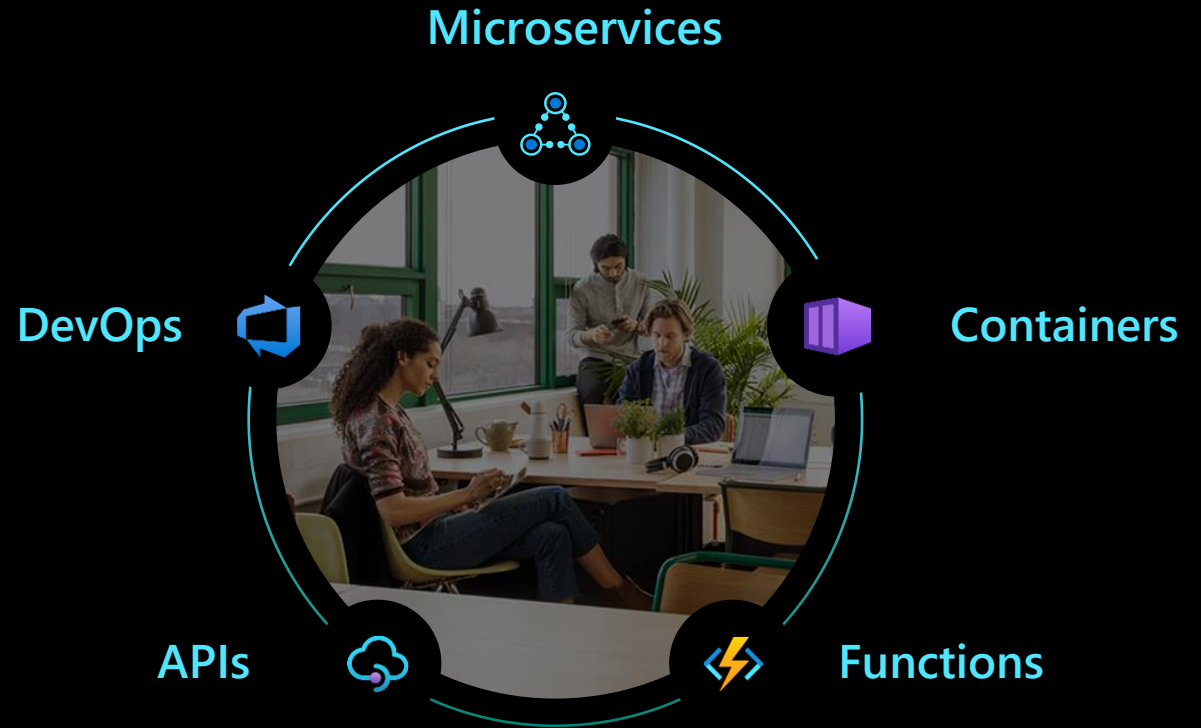 Microservices
DevOps
Containers
APIs
Functions